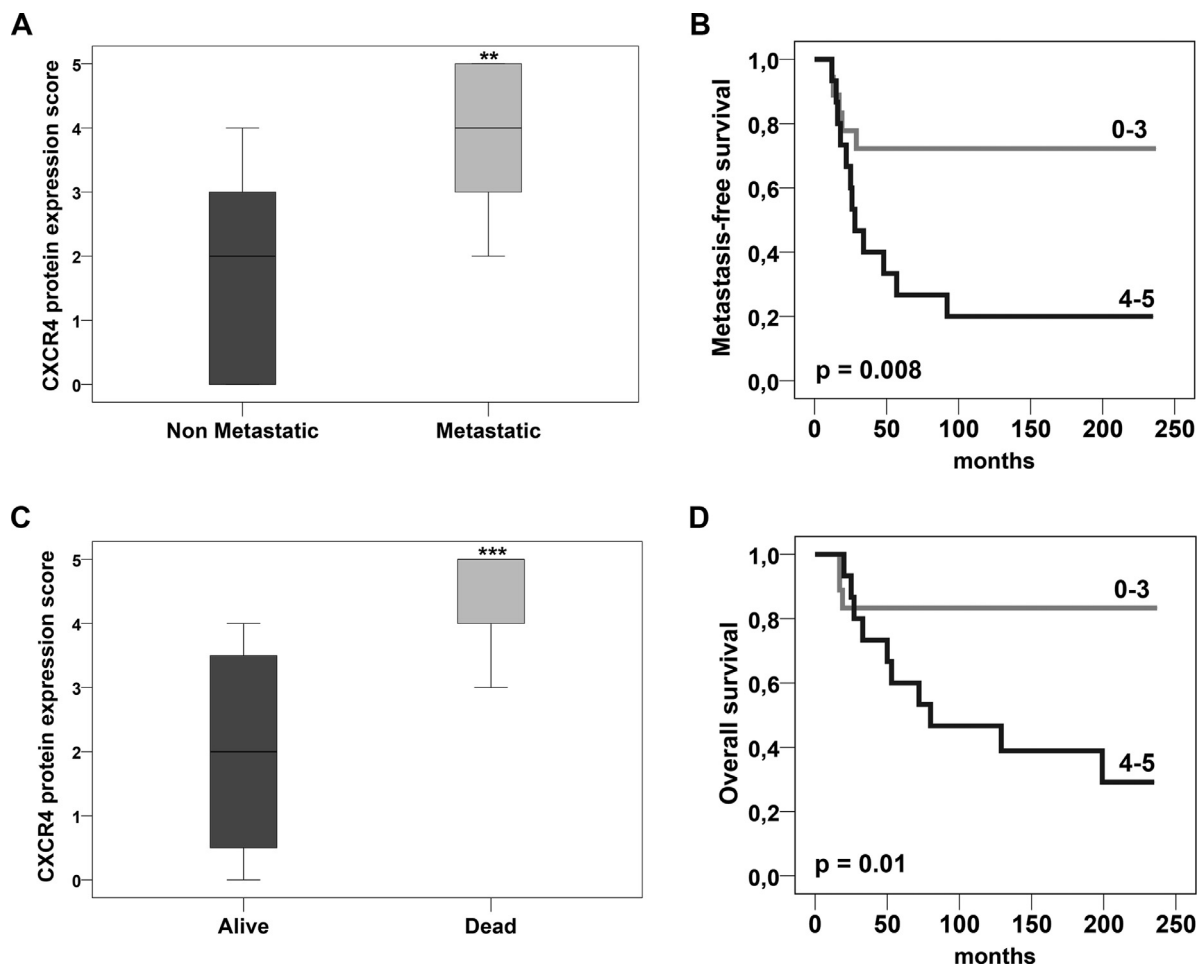 A
CXCR4 protein expression score
5
4
3
2
1
0
**
Non Metastatic
Metastatic
B
Metastasis-free survival
1,0
0,8
0,6
0,4
0,2
0,0
0-3
4-5
p = 0.008
0 50 100 150 200 250
months
C
CXCR4 protein expression score
5
4
3
2
1
0
***
Alive
Dead
D
Overall survival
1,0
0,8
0,6
0,4
0,2
0,0
0-3
4-5
p = 0.01
0 50 100 150 200 250
months